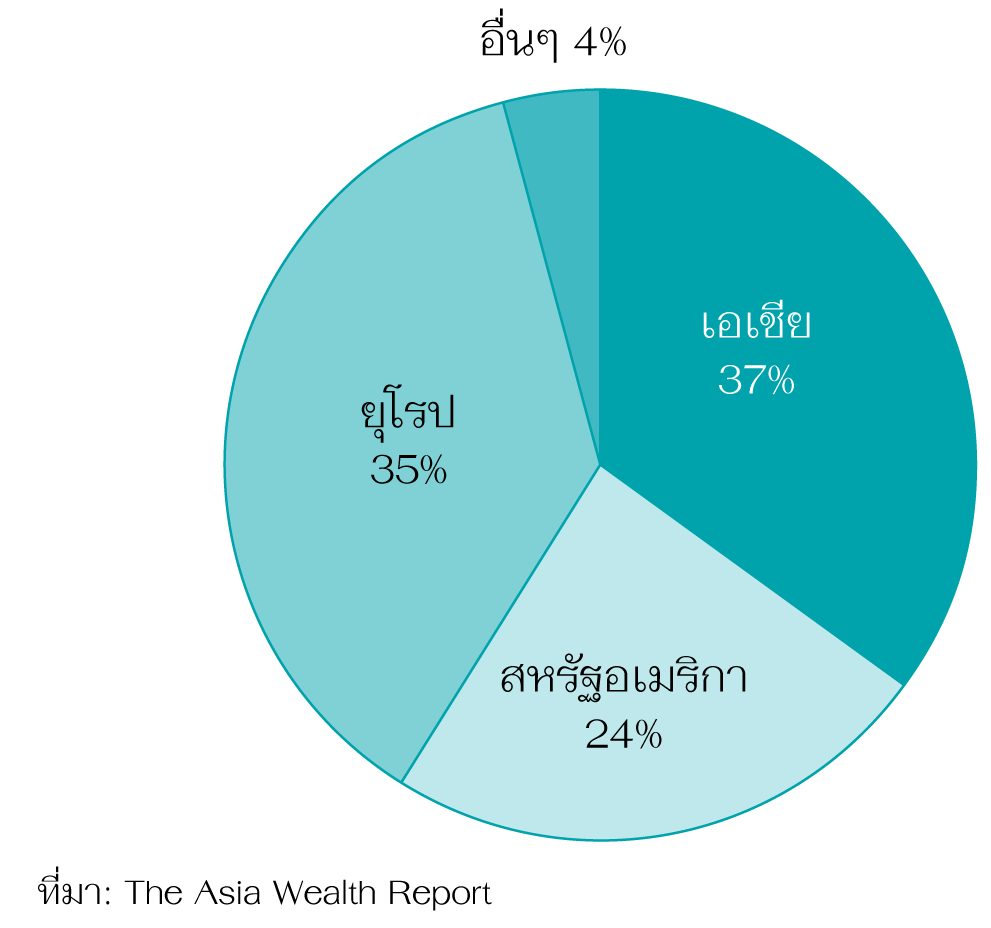 อื่นๆ 4%
เอเชีย
37%
ยุโรป
35%
สหรัฐอเมริกา
24%
ที่มา: The Asia Wealth Report